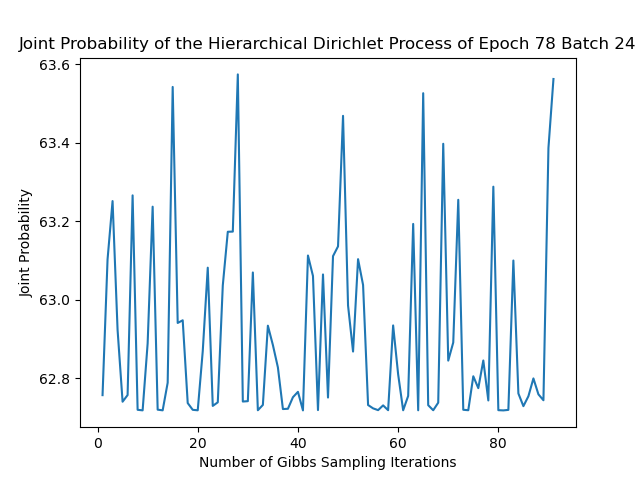 Joint Probability of the Hierarchical Dirichlet Process of Epoch 78 Batch 24
63.6
63.4
63.2
63.0
62.8
Joint Probability
0 20 40 60 80
Number of Gibbs Sampling Iterations